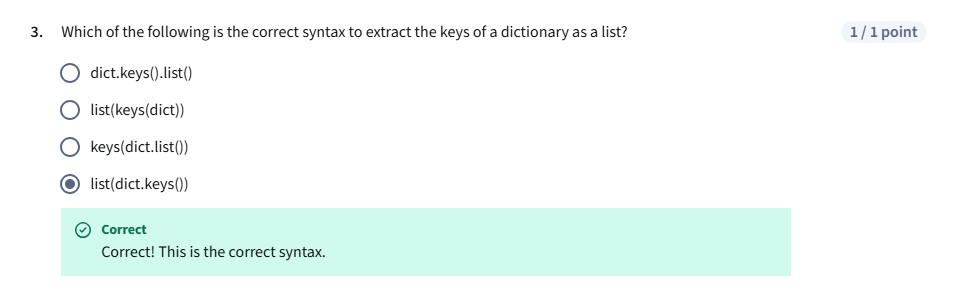 3. Which of the following is the correct syntax to extract the keys of a dictionary as a list?
1 / 1 point
dict.keys().list()
list(keys(dict))
keys(dict.list())
list(dict.keys())
Correct
Correct! This is the correct syntax.